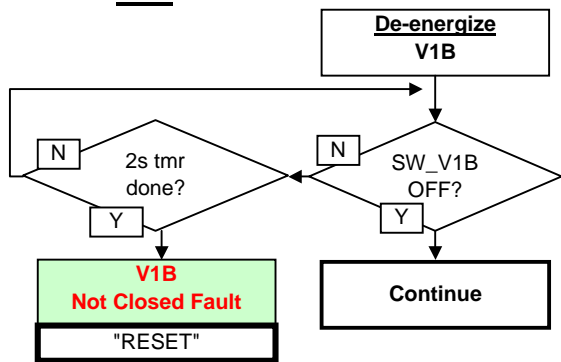 De-energize
V1B
N
2s tmr
done?
Y
N
SW_V1B
OFF?
Y
V1B
Not Closed Fault
"RESET"
Continue